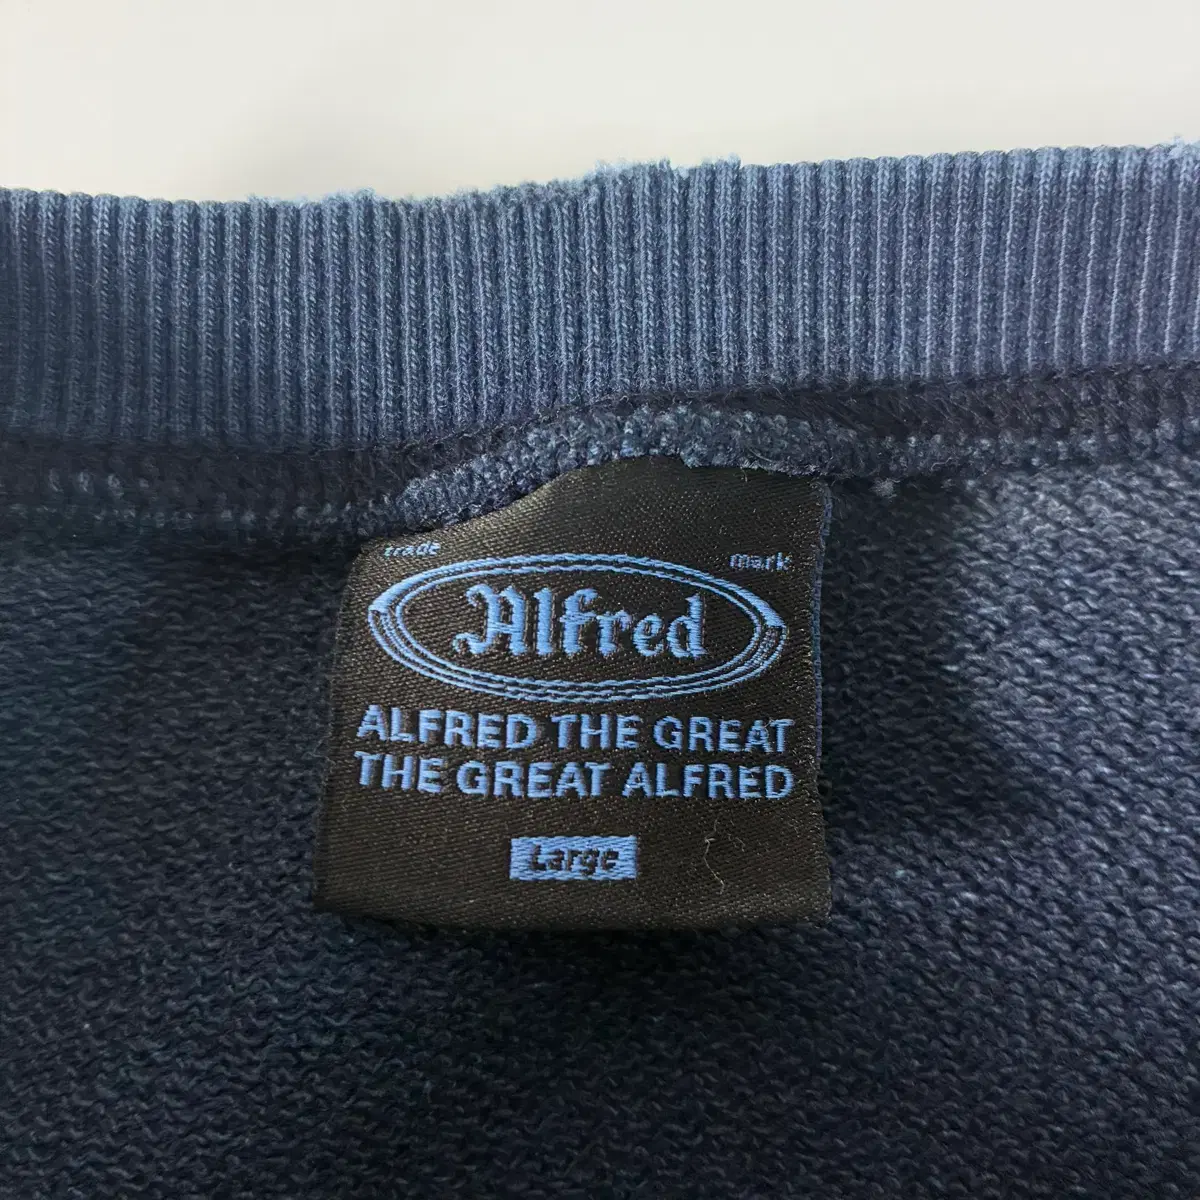 trade mark
Alfred
ALFRED THE GREAT
THE GREAT ALFRED
Large